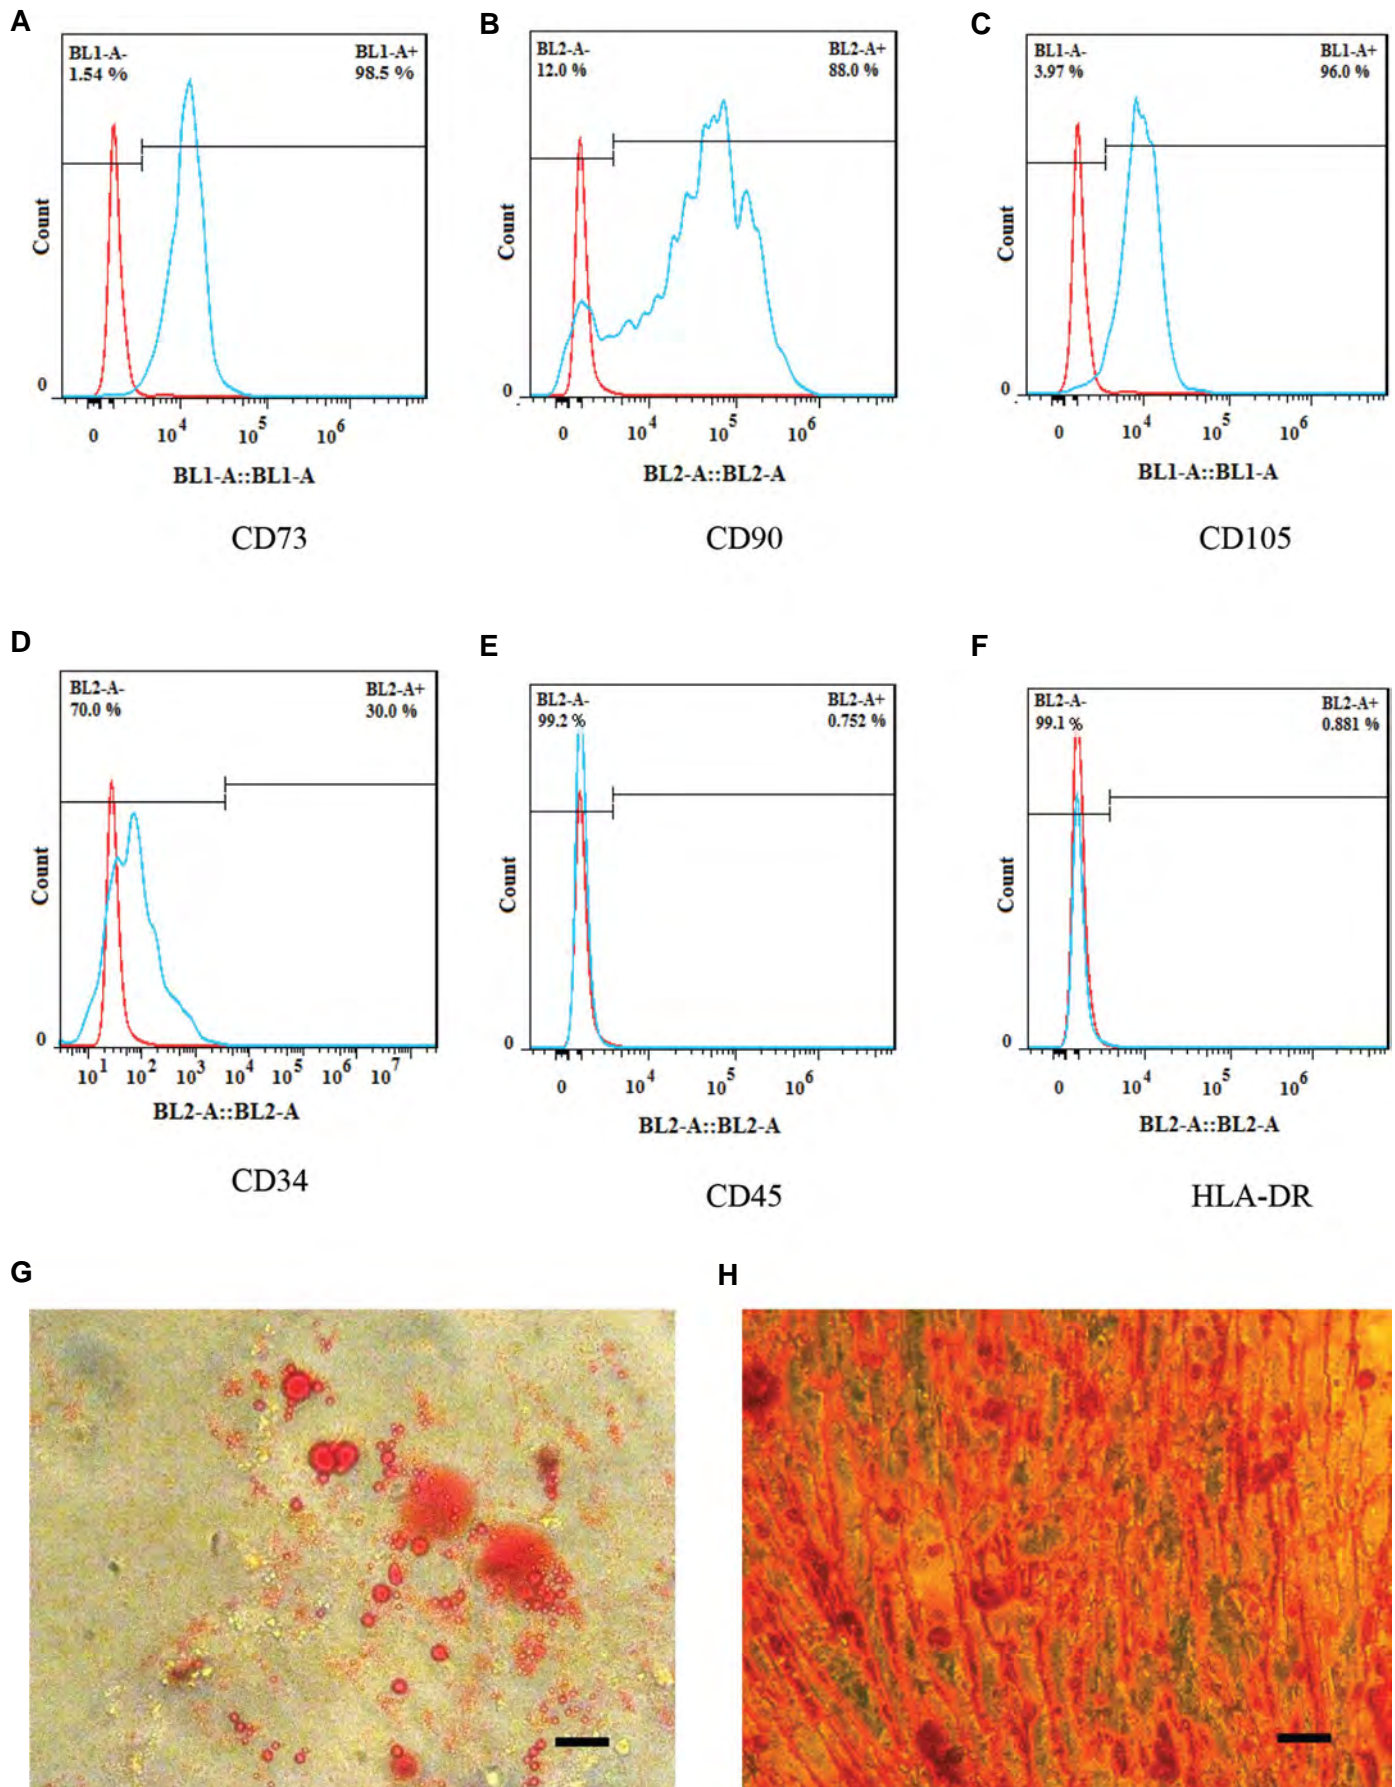 A
BL1-A-
1.54 %
BL1-A+
98.5 %
Count
0
0 10^4 10^5 10^6
BL1-A::BL1-A
CD73
B
BL2-A-
12.0 %
BL2-A+
88.0 %
Count
0
0 10^4 10^5 10^6
BL2-A::BL2-A
CD90
C
BL1-A-
3.97 %
BL1-A+
96.0 %
Count
0
0 10^4 10^5 10^6
BL1-A::BL1-A
CD105
D
BL2-A-
70.0 %
BL2-A+
30.0 %
Count
0
10^1 10^2 10^3 10^4 10^5 10^6 10^7
BL2-A::BL2-A
CD34
E
BL2-A-
99.2 %
BL2-A+
0.752 %
Count
0
0 10^4 10^5 10^6
BL2-A::BL2-A
CD45
F
BL2-A-
99.1 %
BL2-A+
0.881 %
Count
0
0 10^4 10^5 10^6
BL2-A::BL2-A
HLA-DR
G
H